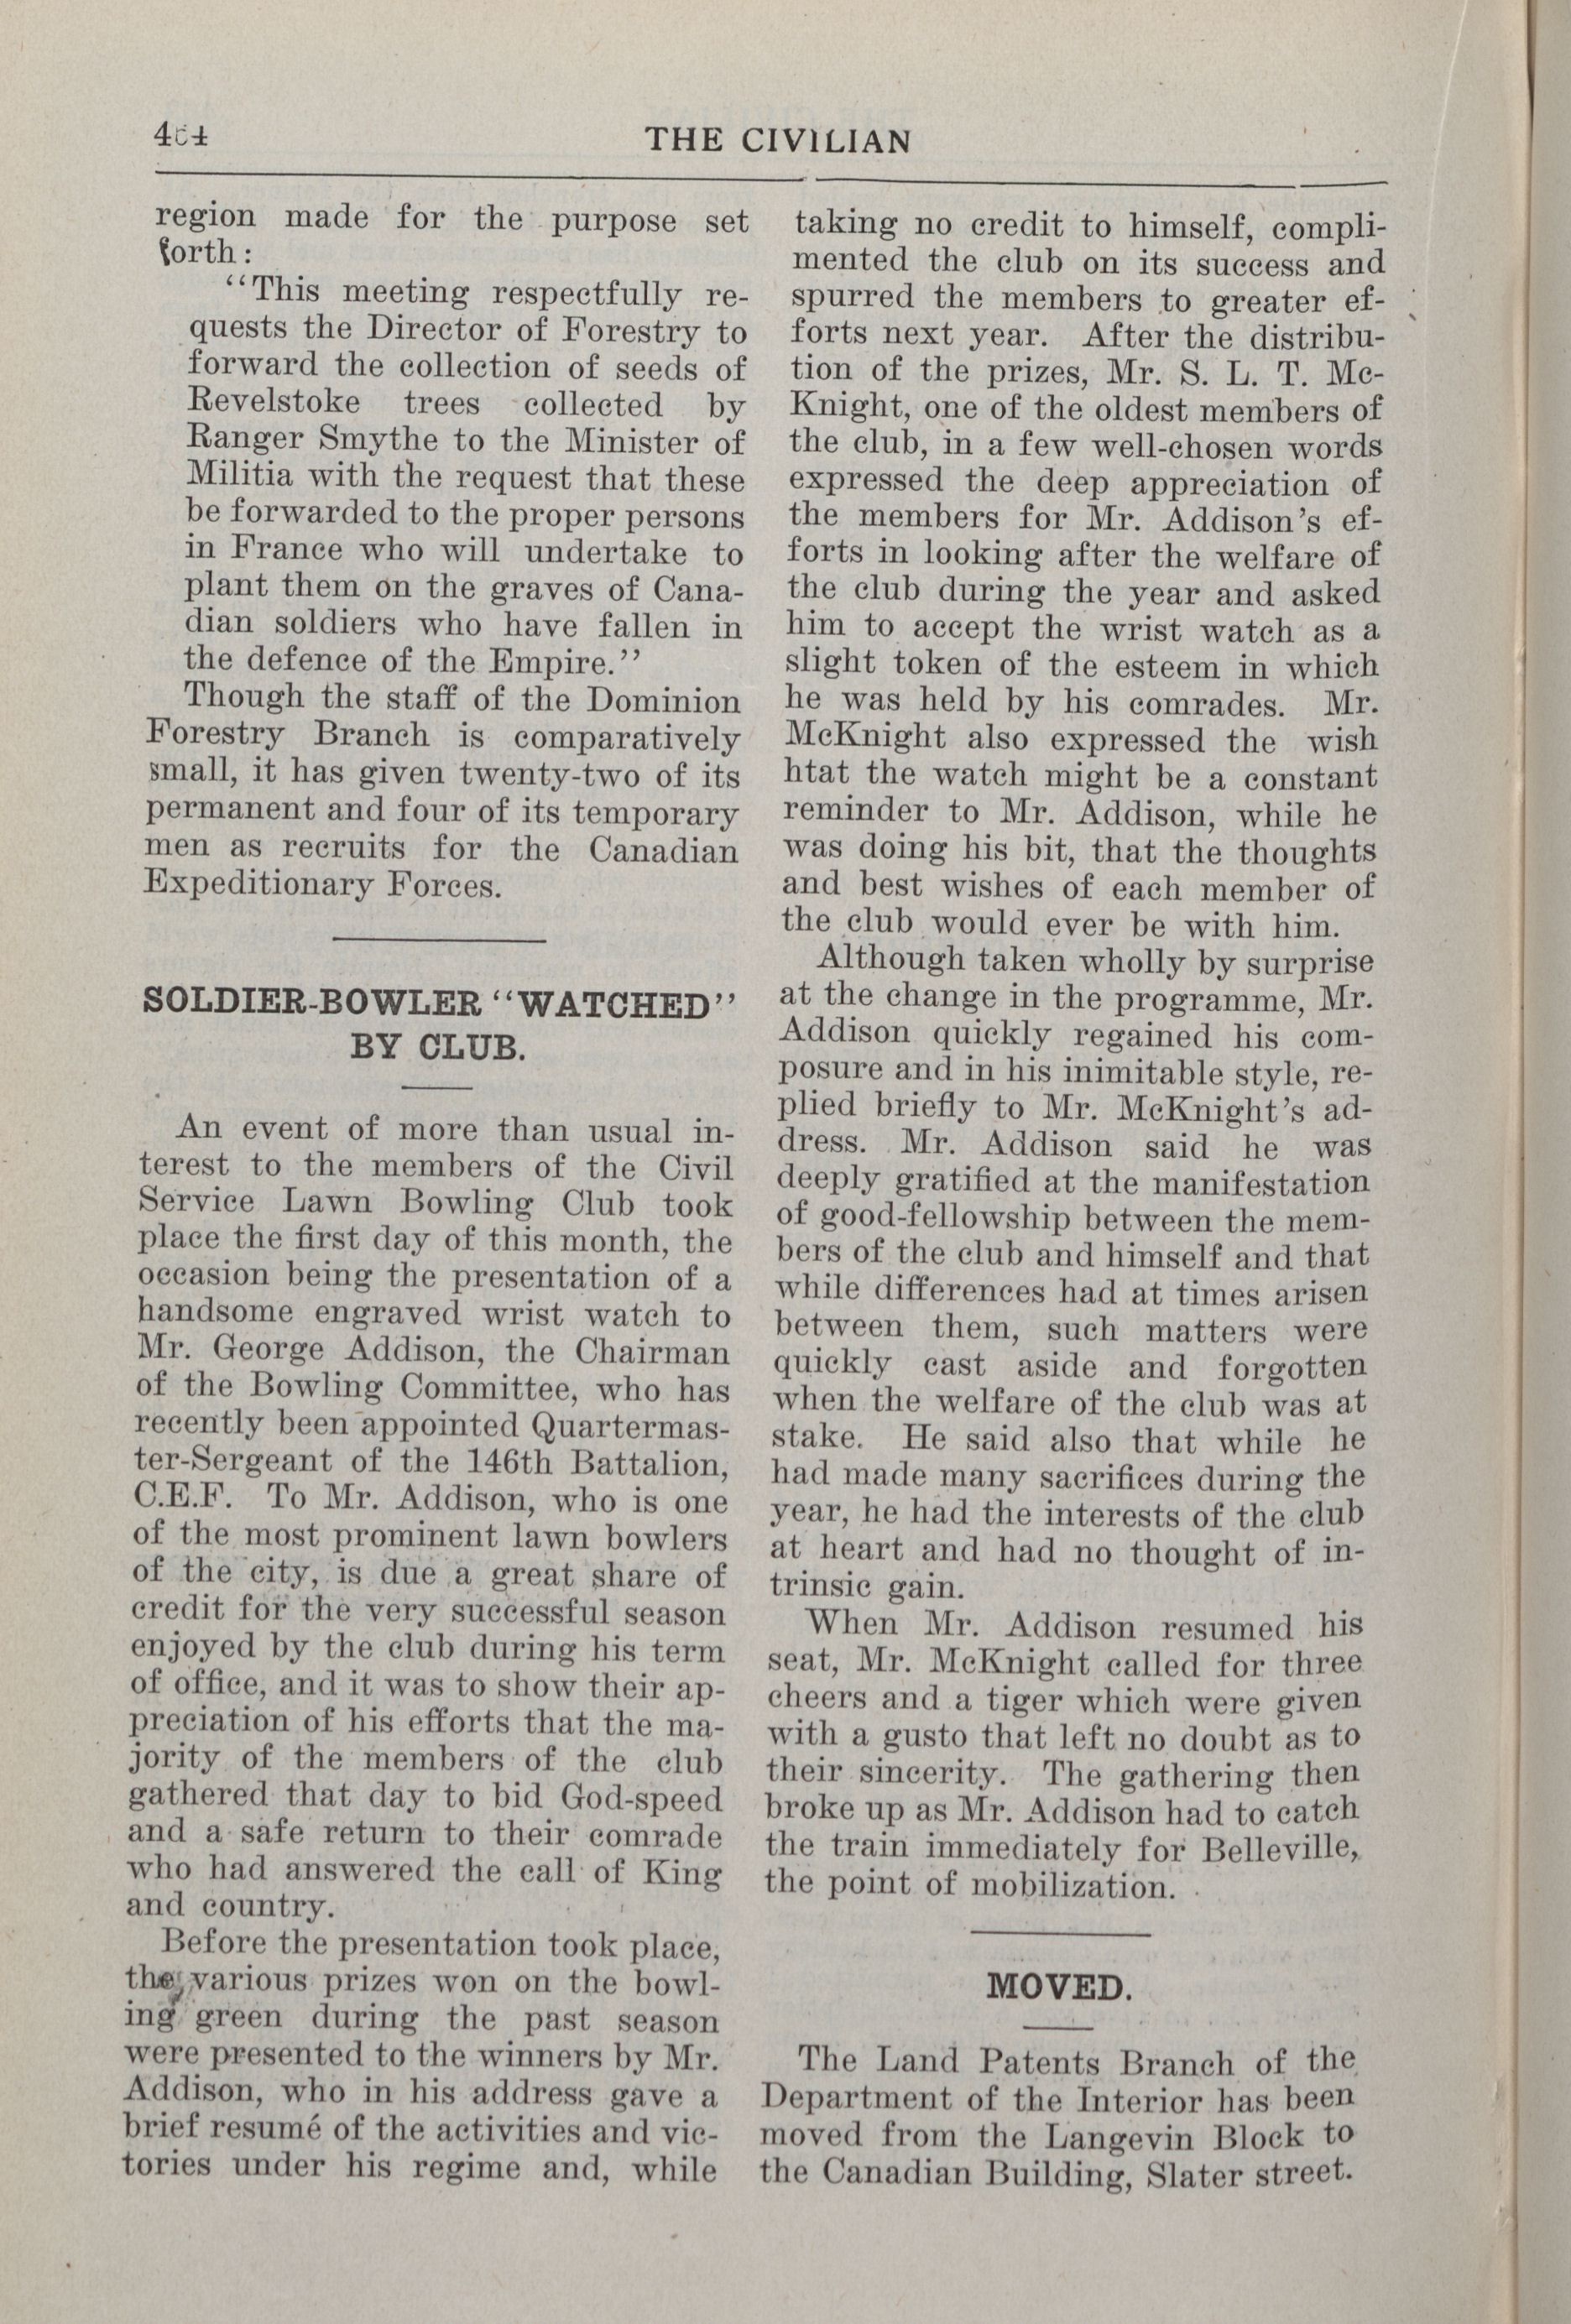 THE CIVILIAN
region made for the purpose set
forth:
"This meeting respectfully re-
quests the Director of Forestry to
forward the collection of seeds of
Revelstoke trees collected by
Ranger Smythe to the Minister of
Militia with the request that these
be forwarded to the proper persons
in France who will undertake to
plant them on the graves of Cana-
dian soldiers who have fallen in
the defence of the Empire."
Though the staff of the Dominion
Forestry Branch is comparatively
small, it has given twenty-two of its
permanent and four of its temporary
men as recruits for the Canadian
Expeditionary Forces.
SOLDIER-BOWLER "WATCHED"
BY CLUB.
An event of more than usual in-
terest to the members of the Civil
Service Lawn Bowling Club took
place the first day of this month, the
occasion being the presentation of a
handsome engraved wrist watch to
Mr. George Addison, the Chairman
of the Bowling Committee, who has
recently been appointed Quartermas-
ter-Sergeant of the 146th Battalion,
C.E.F. To Mr. Addison, who is one
of the most prominent lawn bowlers
of the city, is due a great share of
credit for the very successful season
enjoyed by the club during his term
of office, and it was to show their ap-
preciation of his efforts that the ma-
jority of the members of the club
gathered that day to bid God-speed
and a safe return to their comrade
who had answered the call of King
and country.
Before the presentation took place,
the various prizes won on the bowl-
ing green during the past season
were presented to the winners by Mr.
Addison, who in his address gave a
brief resumé of the activities and vic-
tories under his regime and, while
taking no credit to himself, compli-
mented the club on its success and
spurred the members to greater ef-
forts next year. After the distribu-
tion of the prizes, Mr. S. L. T. Mc-
Knight, one of the oldest members of
the club, in a few well-chosen words
expressed the deep appreciation of
the members for Mr. Addison's ef-
forts in looking after the welfare of
the club during the year and asked
him to accept the wrist watch as a
slight token of the esteem in which
he was held by his comrades. Mr.
McKnight also expressed the wish
htat the watch might be a constant
reminder to Mr. Addison, while he
was doing his bit, that the thoughts
and best wishes of each member of
the club would ever be with him.
Although taken wholly by surprise
at the change in the programme, Mr.
Addison quickly regained his com-
posure and in his inimitable style, re-
plied briefly to Mr. McKnight's ad-
dress. Mr. Addison said he was
deeply gratified at the manifestation
of good-fellowship between the mem-
bers of the club and himself and that
while differences had at times arisen
between them, such matters were
quickly cast aside and forgotten
when the welfare of the club was at
stake. He said also that while he
had made many sacrifices during the
year, he had the interests of the club
at heart and had no thought of in-
trinsic gain.
When Mr. Addison resumed his
seat, Mr. McKnight called for three
cheers and a tiger which were given
with a gusto that left no doubt as to
their sincerity. The gathering then
broke up as Mr. Addison had to catch
the train immediately for Belleville,
the point of mobilization.
MOVED.
The Land Patents Branch of the
Department of the Interior has been
moved from the Langevin Block to
the Canadian Building, Slater street.